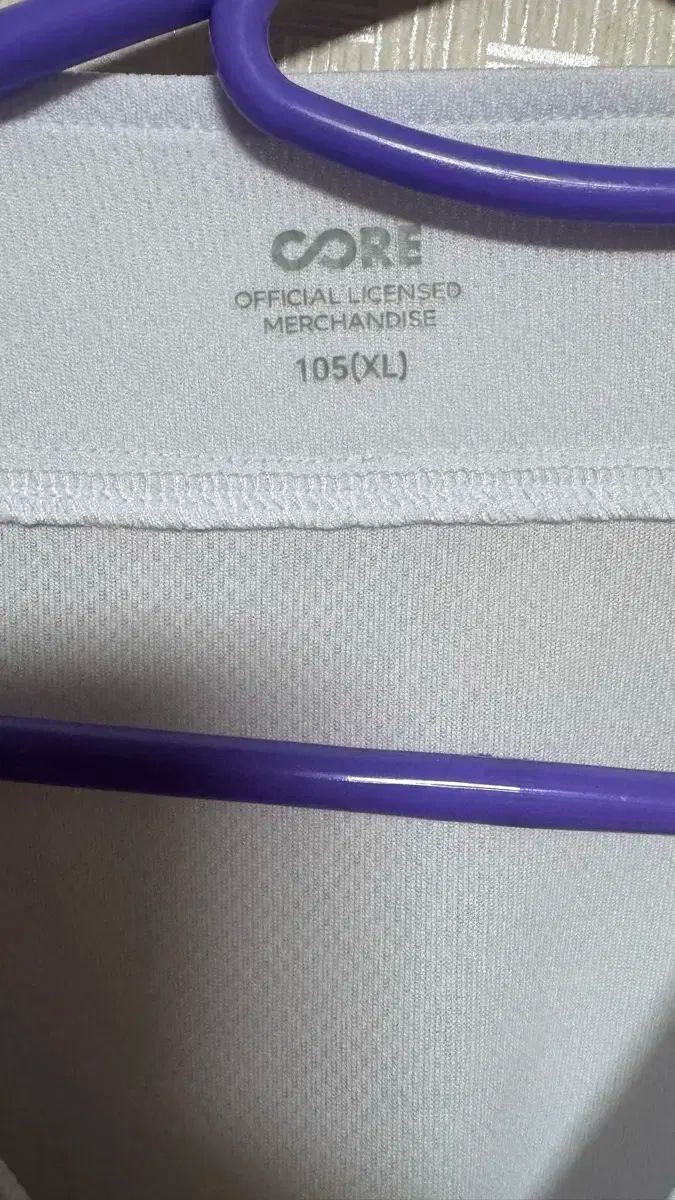 CORE
OFFICIAL LICENSED
MERCHANDISE
105(XL)